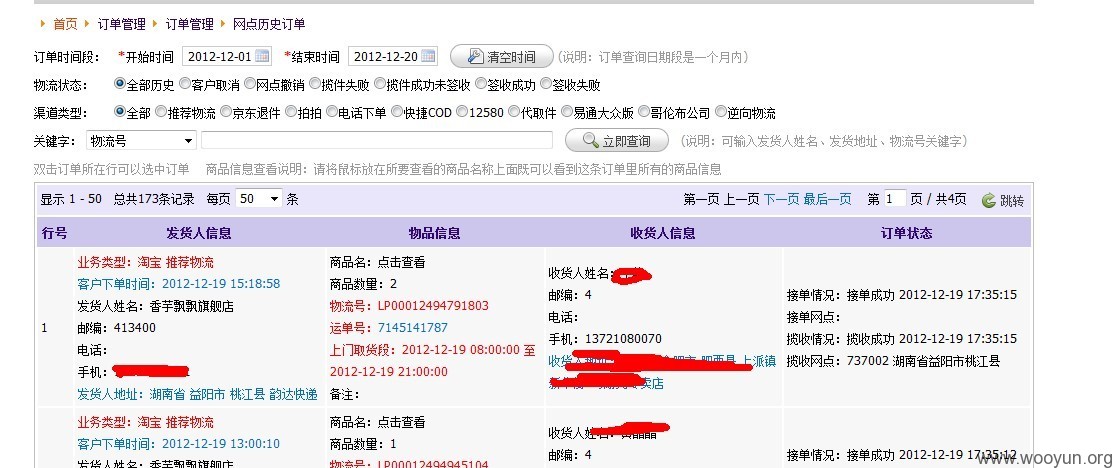 首页 订单管理 订单管理 网点历史订单
订单时间段: *开始时间 2012-12-01 *结束时间 2012-12-20 清空时间 (说明: 订单查询日期段是一个月内)
物流状态: 全部历史 客户取消 网点撤销 揽件失败 揽件成功未签收 签收成功 签收失败
渠道类型: 全部 推荐物流 京东退件 拍拍 电话下单 快捷COD 12580 代取件 易通大众版 哥伦布公司 逆向物流
关键字: 物流号 立即查询 (说明: 可输入发货人姓名、发货地址、物流号关键字)
双击订单所在行可以选中订单 商品信息查看说明: 请将鼠标放在所要查看的商品名称上面既可以看到这条订单里所有的商品信息
显示 1 - 50 总共173条记录 每页 50 条 第一页 上一页 下一页 最后一页 第 1 页 / 共4页 跳转
行号 发货人信息 物品信息 收货人信息 订单状态
1
业务类型: 淘宝 推荐物流
客户下单时间: 2012-12-19 15:18:58
发货人姓名: 香芋飘飘旗舰店
邮编: 413400
电话:
手机:
发货人地址: 湖南省 益阳市 桃江县 韵达快递
商品名: 点击查看
商品数量: 2
物流号: LP00012494791803
运单号: 7145141787
上门取货段: 2012-12-19 08:00:00 至
2012-12-19 21:00:00
备注:
收货人姓名:
邮编: 4
电话:
手机: 13721080070
收货 上派镇
卖店
接单情况: 接单成功 2012-12-19 17:35:15
接单网点:
揽收情况: 揽收成功 2012-12-19 17:35:15
揽收网点: 737002 湖南省益阳市桃江县
业务类型: 淘宝 推荐物流
客户下单时间: 2012-12-19 13:00:10
发货人姓名: 香芋飘飘旗舰店
商品名: 点击查看
商品数量: 1
物流号: LP00012494945104
收货人姓名:
邮编: 4
接单情况: 接单成功 2012-12-19 17:35:12
www.wooyun.org